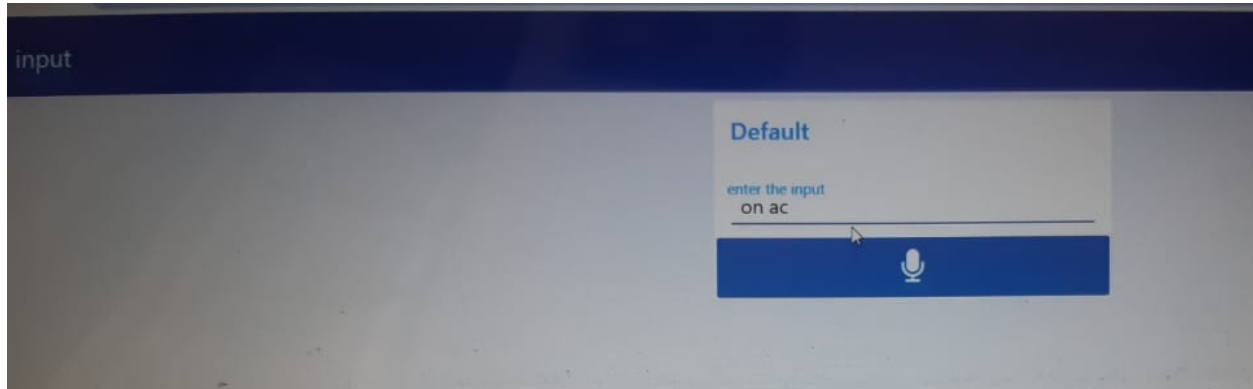 input
Default
enter the input
on ac